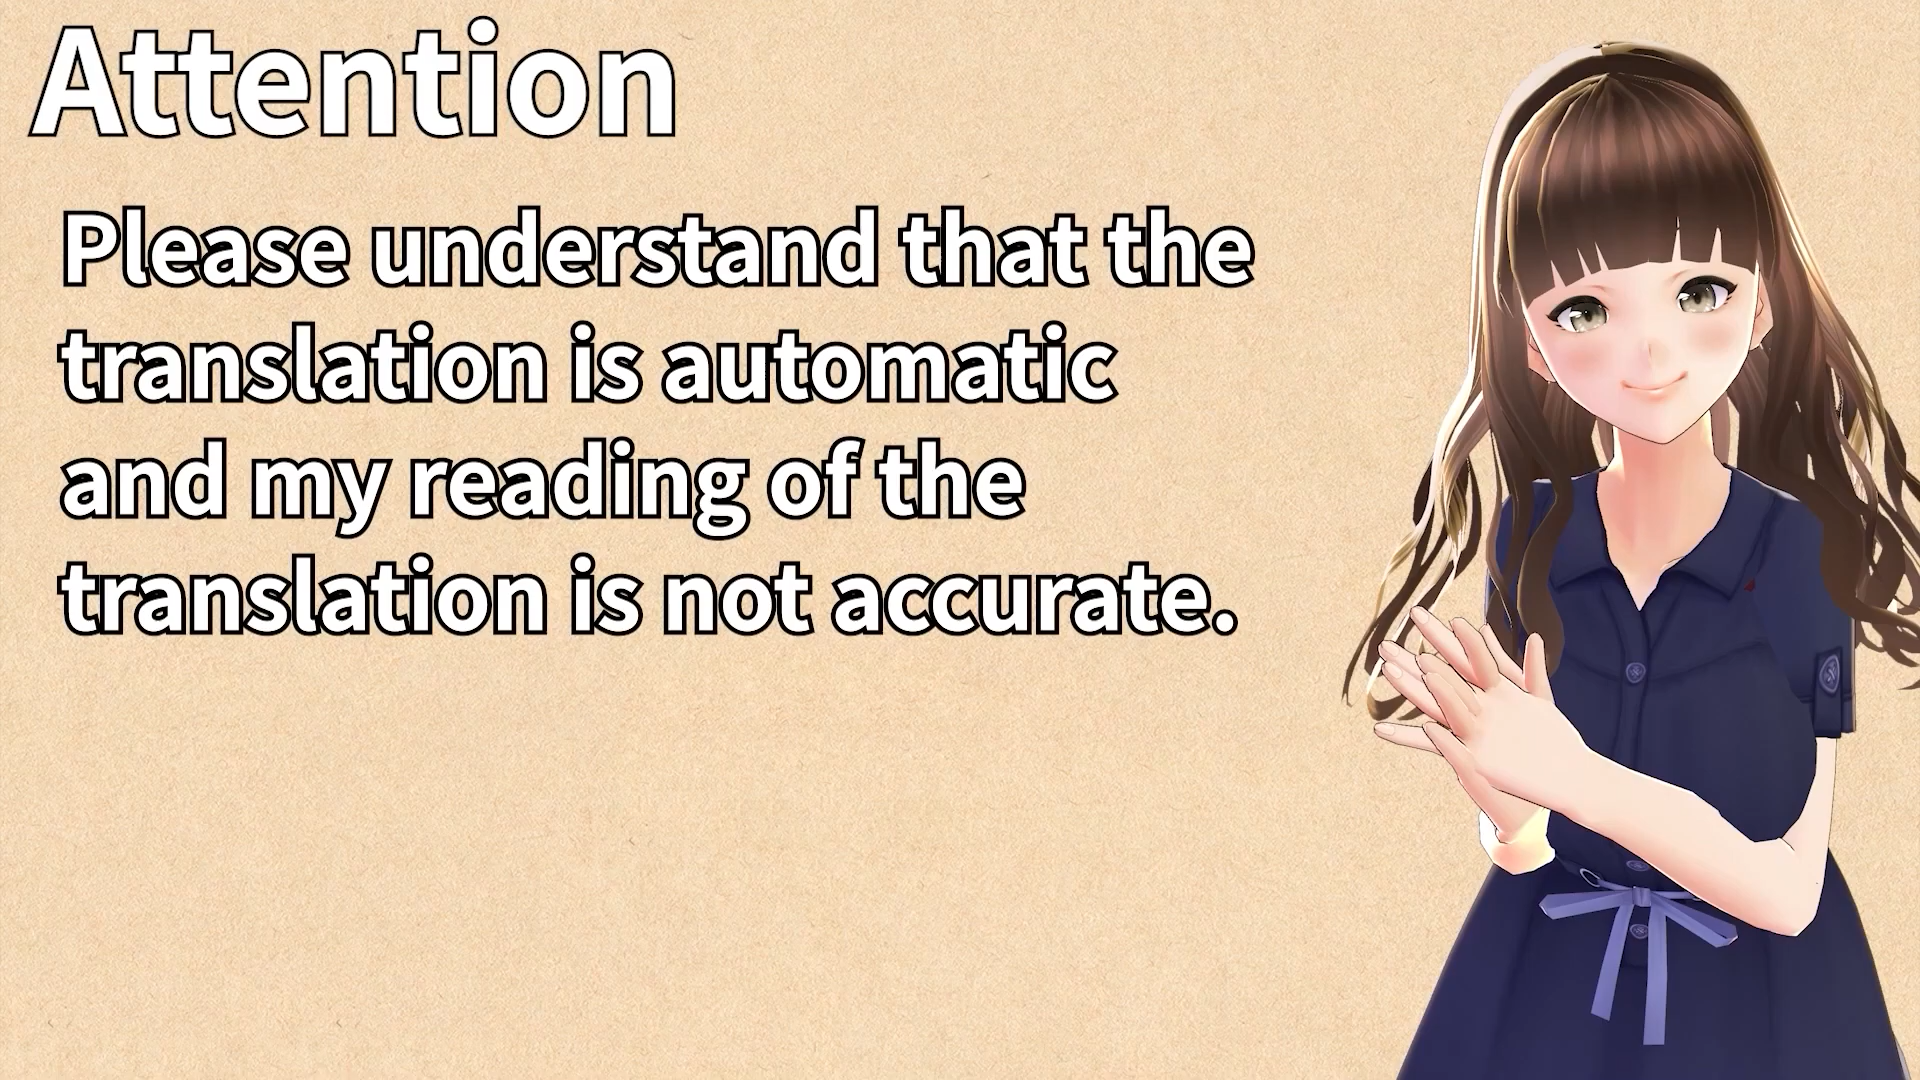 Attention
Please understand that the
translation is automatic
and my reading of the
translation is not accurate.